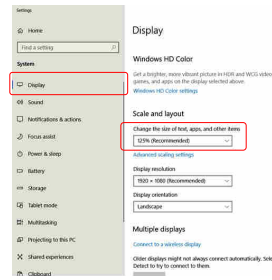 Settings
Home
Find a setting
System
Display
Sound
Notifications & actions
Focus assist
Power & sleep
Battery
Storage
Tablet mode
Multitasking
Projecting to this PC
Shared experiences
Clipboard
Display
Windows HD Color
Get a brighter, more vibrant picture in HDR and WCG video
games, and apps on the display selected above.
Windows HD Color settings
Scale and layout
Change the size of text, apps, and other items
125% (Recommended)
Advanced scaling settings
Display resolution
1920 × 1080 (Recommended)
Display orientation
Landscape
Multiple displays
Connect to a wireless display
Older displays might not always connect automatically. Sele
Detect to try to connect to them.